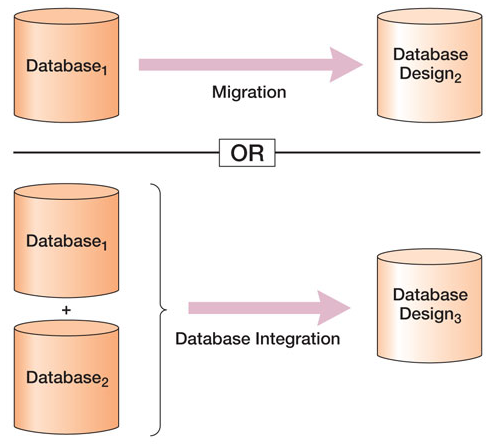 Database₁
Migration
Database
Design₂
OR
Database₁
+
Database₂
Database Integration
Database
Design₃